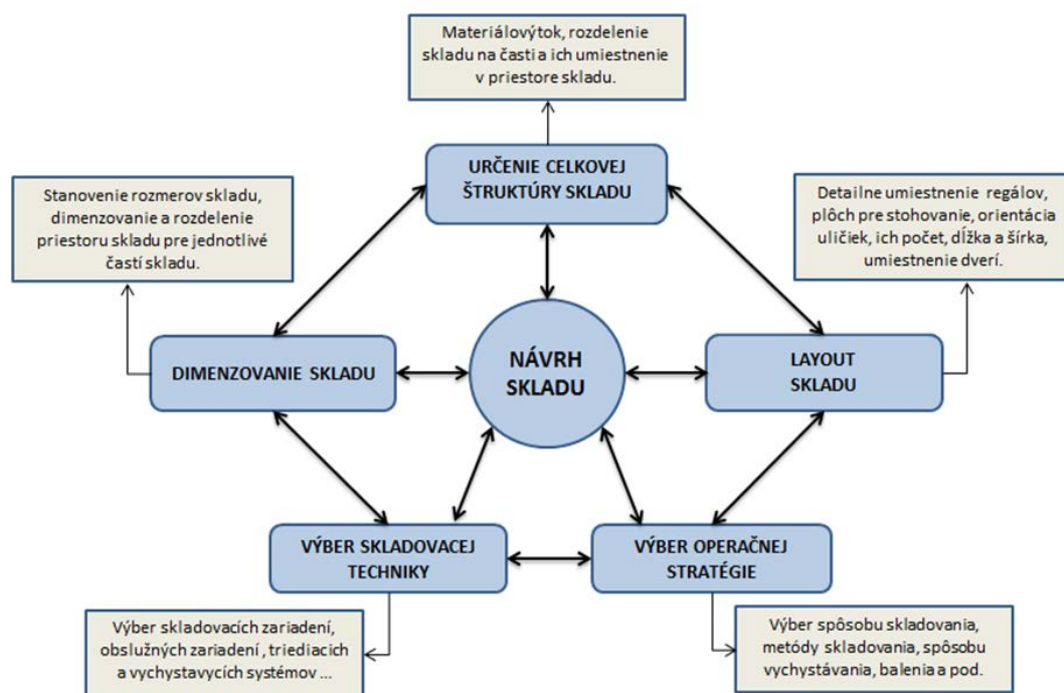 Materiálovýtok, rozdelenie
skladu na časti a ich umiestnenie
v priestore skladu.
URČENIE CELKOVEJ
ŠTRUKTÚRY SKLADU
Stanovenie rozmerov skladu,
dimenzovanie a rozdelenie
priestoru skladu pre jednotlivé
častí skladu.
Detailne umiestnenie regálov,
plôch pre stohovanie, orientácia
uličiek, ich počet, dĺžka a šírka,
umiestnenie dverí.
DIMENZOVANIE SKLADU
NÁVRH
SKLADU
LAYOUT
SKLADU
VÝBER SKLADOVACEJ
TECHNIKY
VÝBER OPERAČNEJ
STRATÉGIE
Výber skladovacích zariadení,
obslužných zariadení , triediacich
a vychystavycích systémov ...
Výber spôsobu skladovania,
metódy skladovania, spôsobu
vychystávania, balenia a pod.